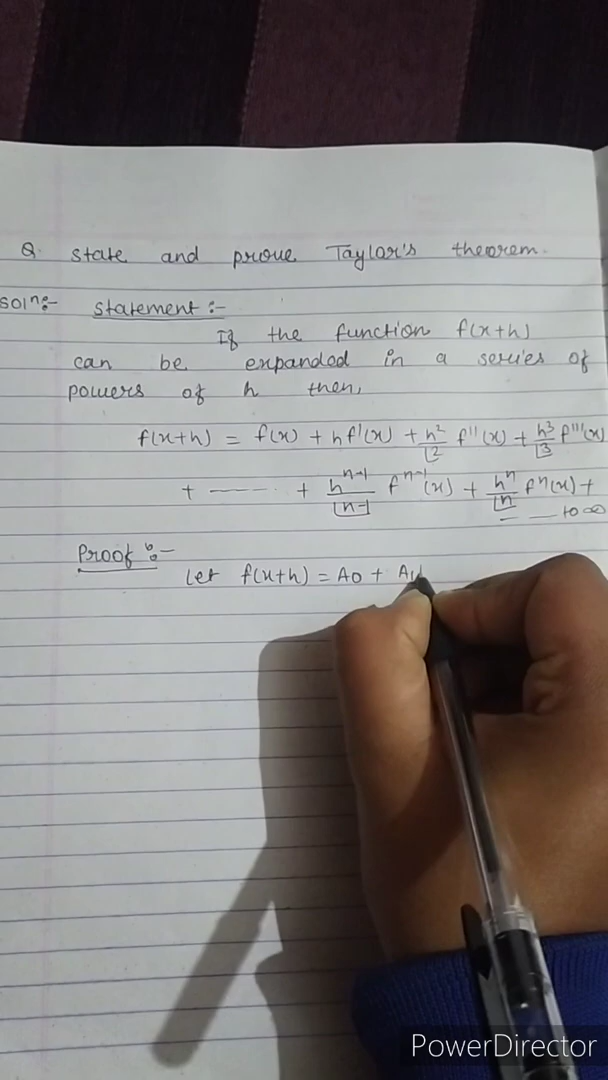 Q. State and prove Taylor's theorem.
Soln:- Statement :-
If the function f(x+h)
can be expanded in a series of
powers of h then,
f(x+h) = f(x) + hf'(x) + h²/⌊2 f''(x) + h³/⌊3 f'''(x)
+ ------ + hⁿ⁻¹/⌊n-1 fⁿ⁻¹(x) + hⁿ/⌊n fⁿ(x) +
- - - to ∞
Proof :-
Let f(x+h) = A0 + A1
PowerDirector